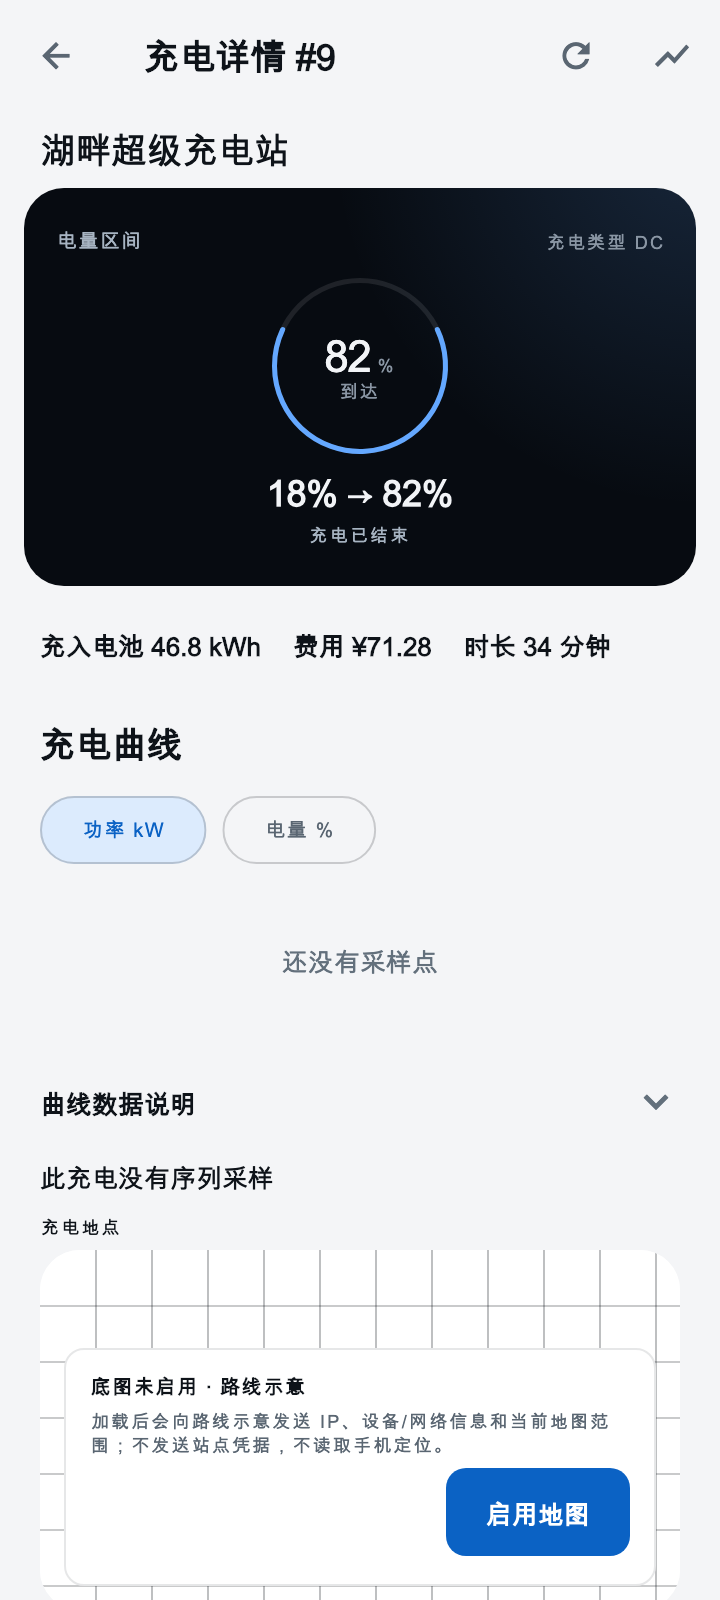 充电详情 #9
湖畔超级充电站
电量区间
充电类型 DC
82 %
到达
18% → 82%
充电已结束
充入电池 46.8 kWh 费用 ¥71.28 时长 34 分钟
充电曲线
功率 kW
电量 %
还没有采样点
曲线数据说明
此充电没有序列采样
充电地点
底图未启用 · 路线示意
加载后会向路线示意发送 IP、设备/网络信息和当前地图范
围；不发送站点凭据，不读取手机定位。
启用地图